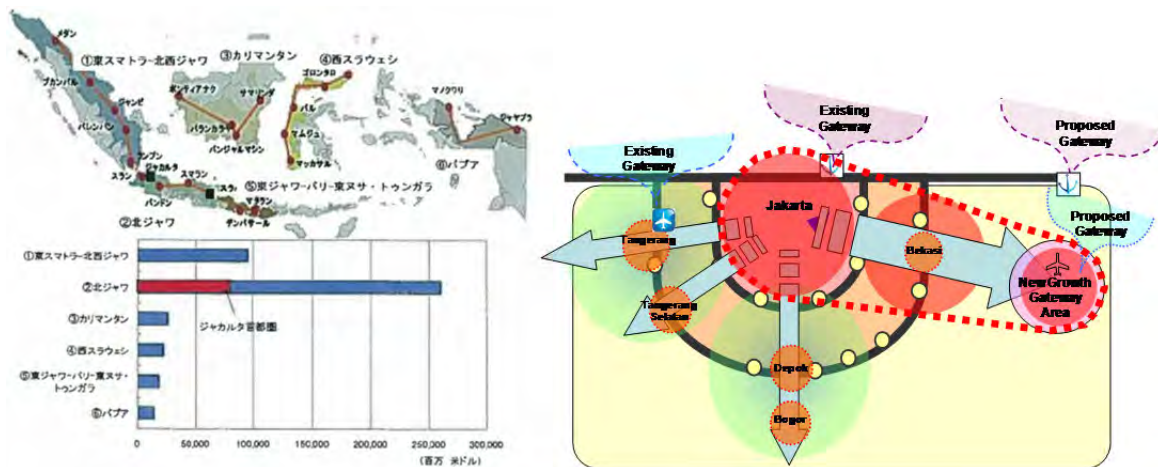 メダン
①東スマトラー北西ジャワ
③カリマンタン
④西スラウェシ
ゴロンタロ
プカンバル
ポンティアナク
サマリンダ
マノクワリ
ジャンビ
パル
ジャヤプラ
パレンバン
パランカラヤ
マムジュ
バンジャルマシン
ランプン
マッカサル
⑥パプア
ジャカルタ
スラン
スマラン
⑤東ジャワーバリー東ヌサ・トゥンガラ
バンドン
マタラン
②北ジャワ
デンパサール
①東スマトラー北西ジャワ
②北ジャワ
ジャカルタ首都圏
③カリマンタン
④西スラウェシ
⑤東ジャワーバリー東ヌサ・
トゥンガラ
⑥パプア
0
50,000
100,000
150,000
200,000
250,000
300,000
(百万 米ドル)
Existing
Gateway
Existing
Gateway
Proposed
Gateway
Jakarta
Proposed
Gateway
Tangerang
Bekasi
New Growth
Gateway
Area
Tangerang
Selatan
Depok
Bogor